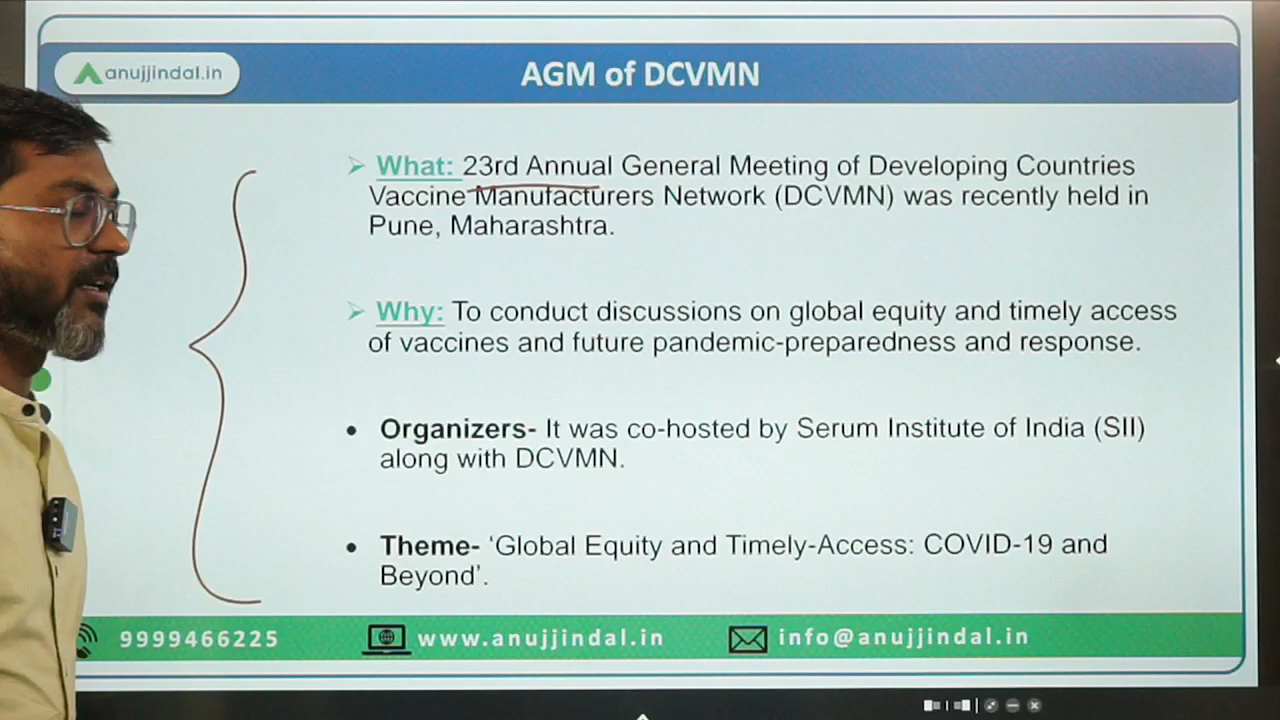 anujjindal.in
AGM of DCVMN
What: 23rd Annual General Meeting of Developing Countries
Vaccine Manufacturers Network (DCVMN) was recently held in
Pune, Maharashtra.
Why: To conduct discussions on global equity and timely access
of vaccines and future pandemic-preparedness and response.
• Organizers- It was co-hosted by Serum Institute of India (SII)
along with DCVMN.
• Theme- ‘Global Equity and Timely-Access: COVID-19 and
Beyond’.
9999466225 www.anujjindal.in info@anujjindal.in